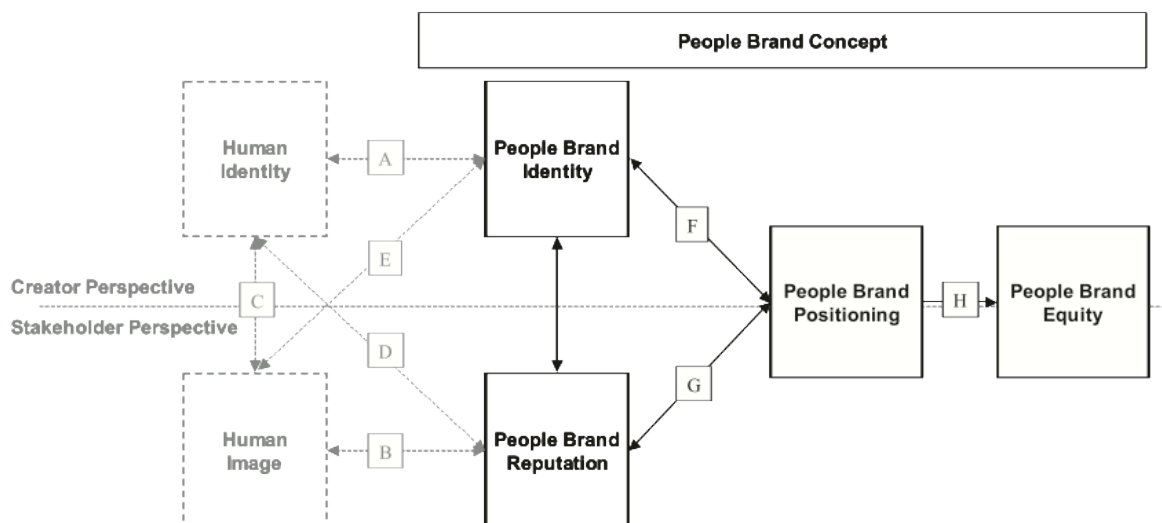 People Brand Concept
Human
Identity
A
People Brand
Identity
E
F
Creator Perspective
C
Stakeholder Perspective
People Brand
Positioning
H
People Brand
Equity
D
G
Human
Image
B
People Brand
Reputation